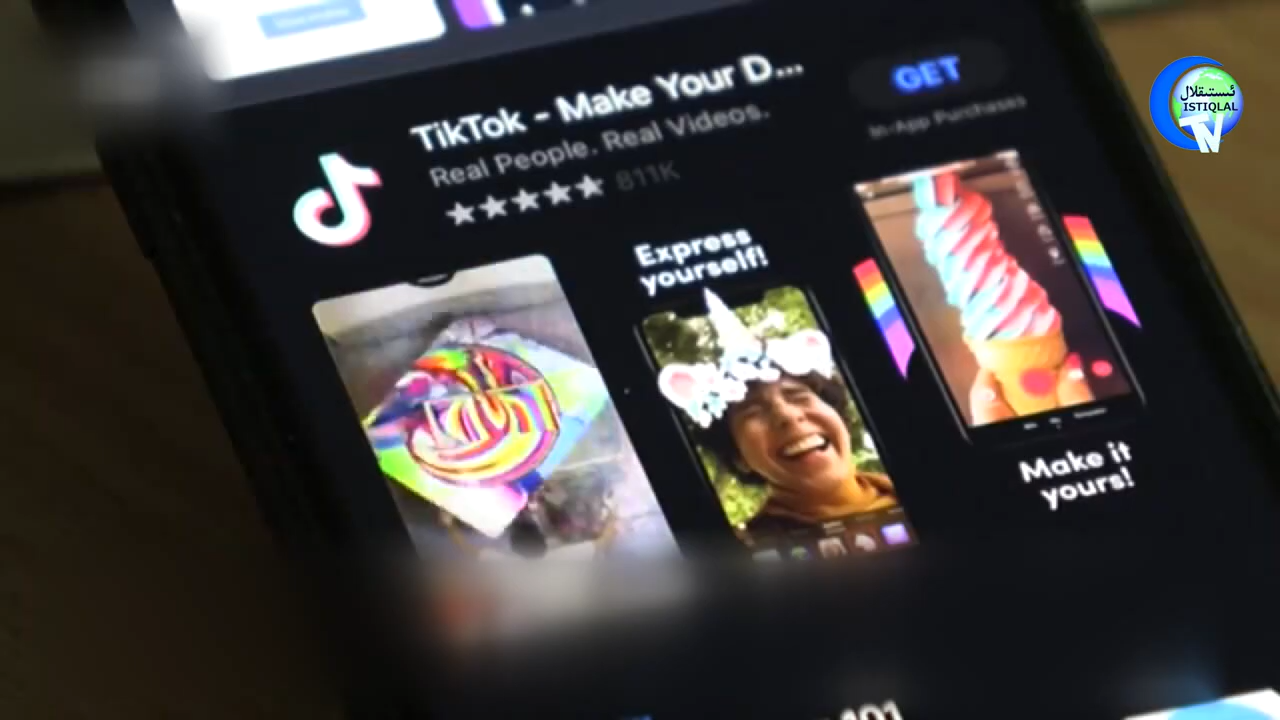 TikTok - Make Your D...
Real People. Real Videos.
811K
GET
In-App Purchases
Express
yourself!
Make it
yours!
ئىستىقلال
ISTIQLAL
TV